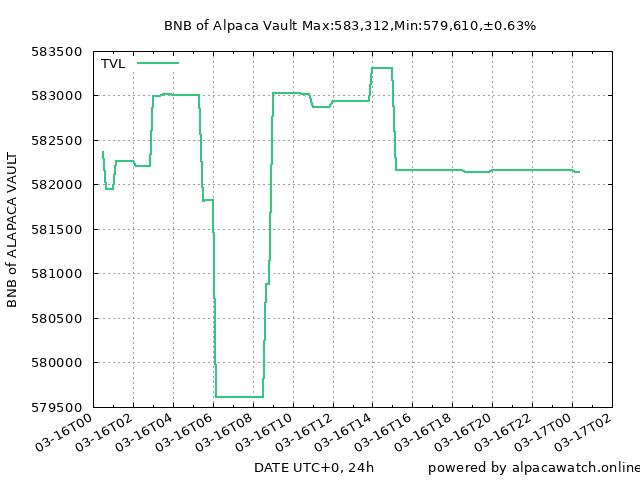 BNB of Alpaca Vault Max:583,312,Min:579,610,±0.63%
TVL
BNB of ALAPACA VAULT
583500
583000
582500
582000
581500
581000
580500
580000
579500
03-16T00
03-16T02
03-16T04
03-16T06
03-16T08
03-16T10
03-16T12
03-16T14
03-16T16
03-16T18
03-16T20
03-16T22
03-17T00
03-17T02
DATE UTC+0, 24h
powered by alpacawatch.online